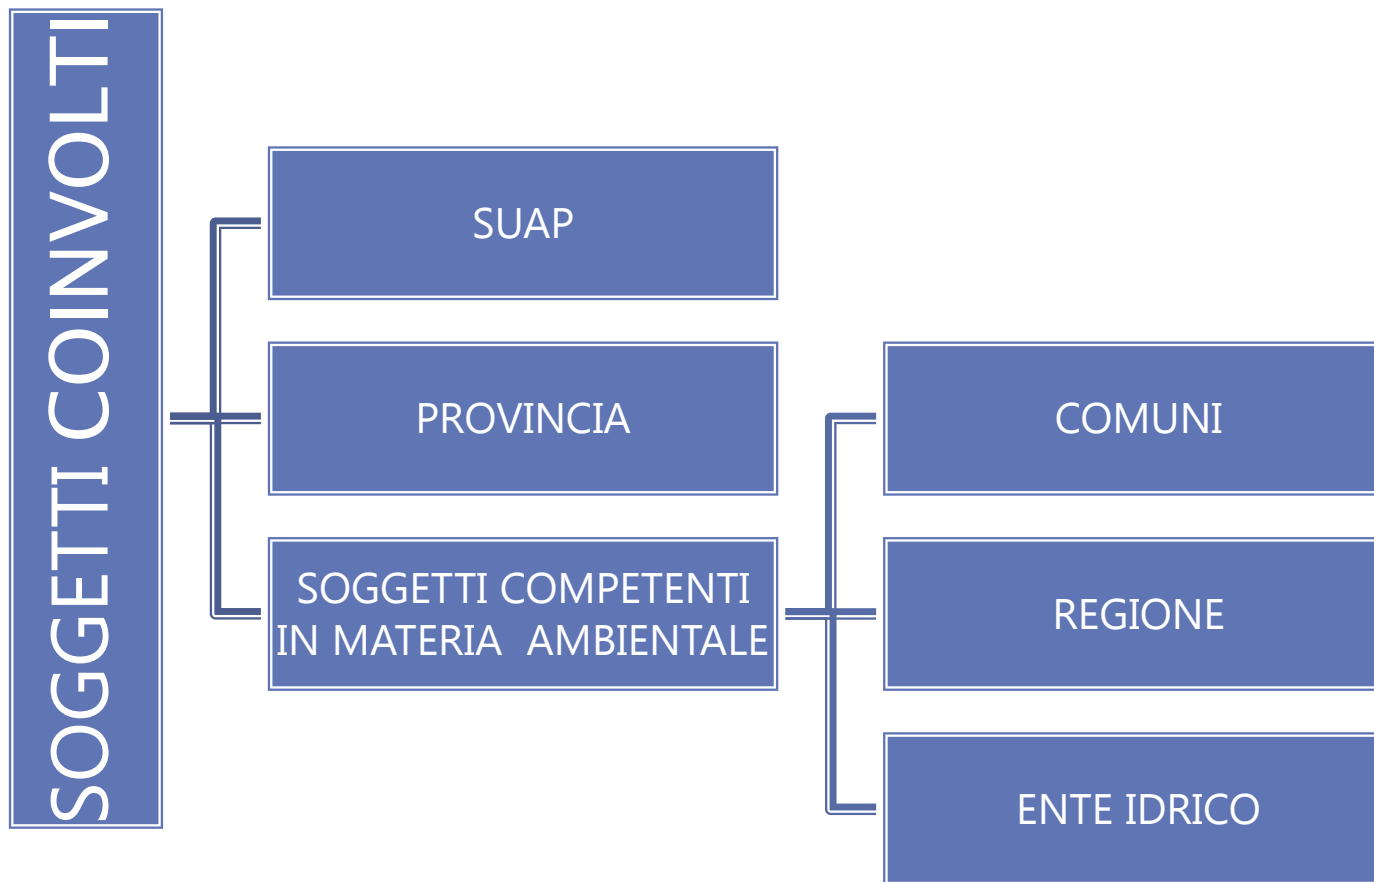 SOGGETTI COINVOLTI
SUAP
PROVINCIA
SOGGETTI COMPETENTI
IN MATERIA AMBIENTALE
COMUNI
REGIONE
ENTE IDRICO